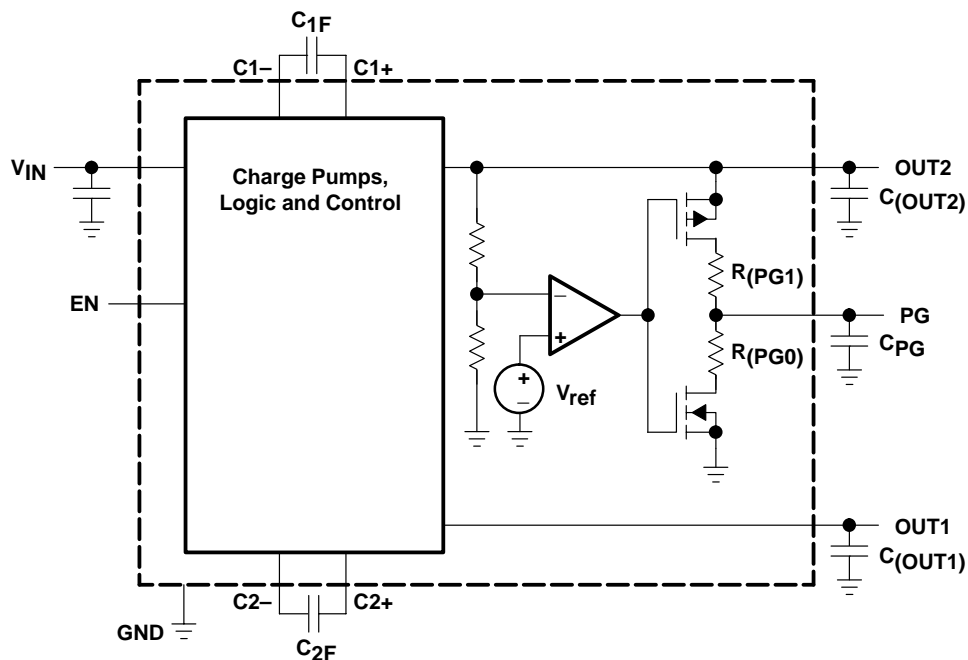 C1F
C1– C1+
VIN
Charge Pumps,
Logic and Control
OUT2
C(OUT2)
R(PG1)
EN
–
+
PG
CPG
R(PG0)
+
–
Vref
OUT1
C(OUT1)
C2– C2+
GND
C2F